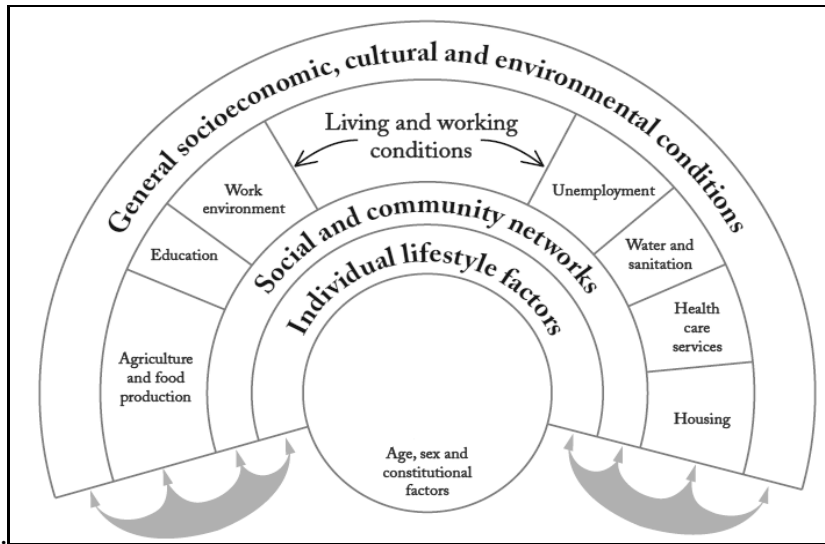 General socioeconomic, cultural and environmental conditions
Living and working
conditions
Work
environment
Unemployment
Education
Water and
sanitation
Social and community networks
Individual lifestyle factors
Agriculture
and food
production
Health
care
services
Housing
Age, sex and
constitutional
factors
.